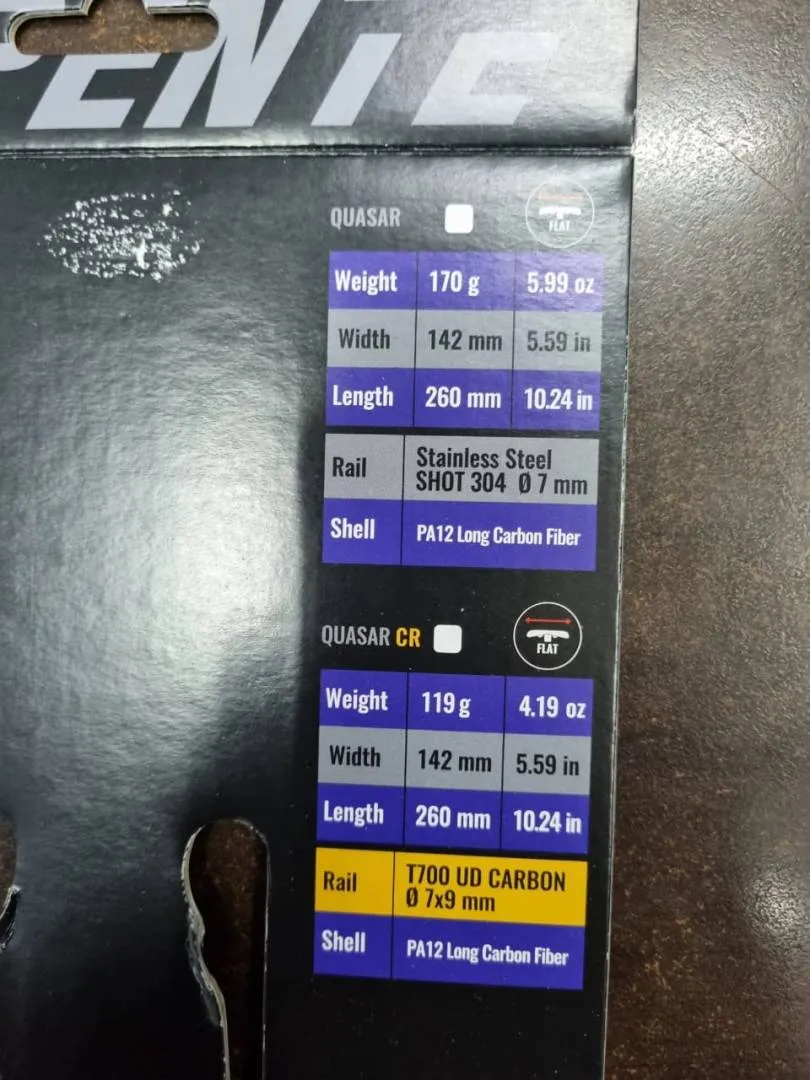 PENTE
QUASAR
FLAT
Weight 170 g 5.99 oz
Width 142 mm 5.59 in
Length 260 mm 10.24 in
Rail Stainless Steel
SHOT 304 Ø 7 mm
Shell PA12 Long Carbon Fiber
QUASAR CR
FLAT
Weight 119 g 4.19 oz
Width 142 mm 5.59 in
Length 260 mm 10.24 in
Rail T700 UD CARBON
Ø 7x9 mm
Shell PA12 Long Carbon Fiber